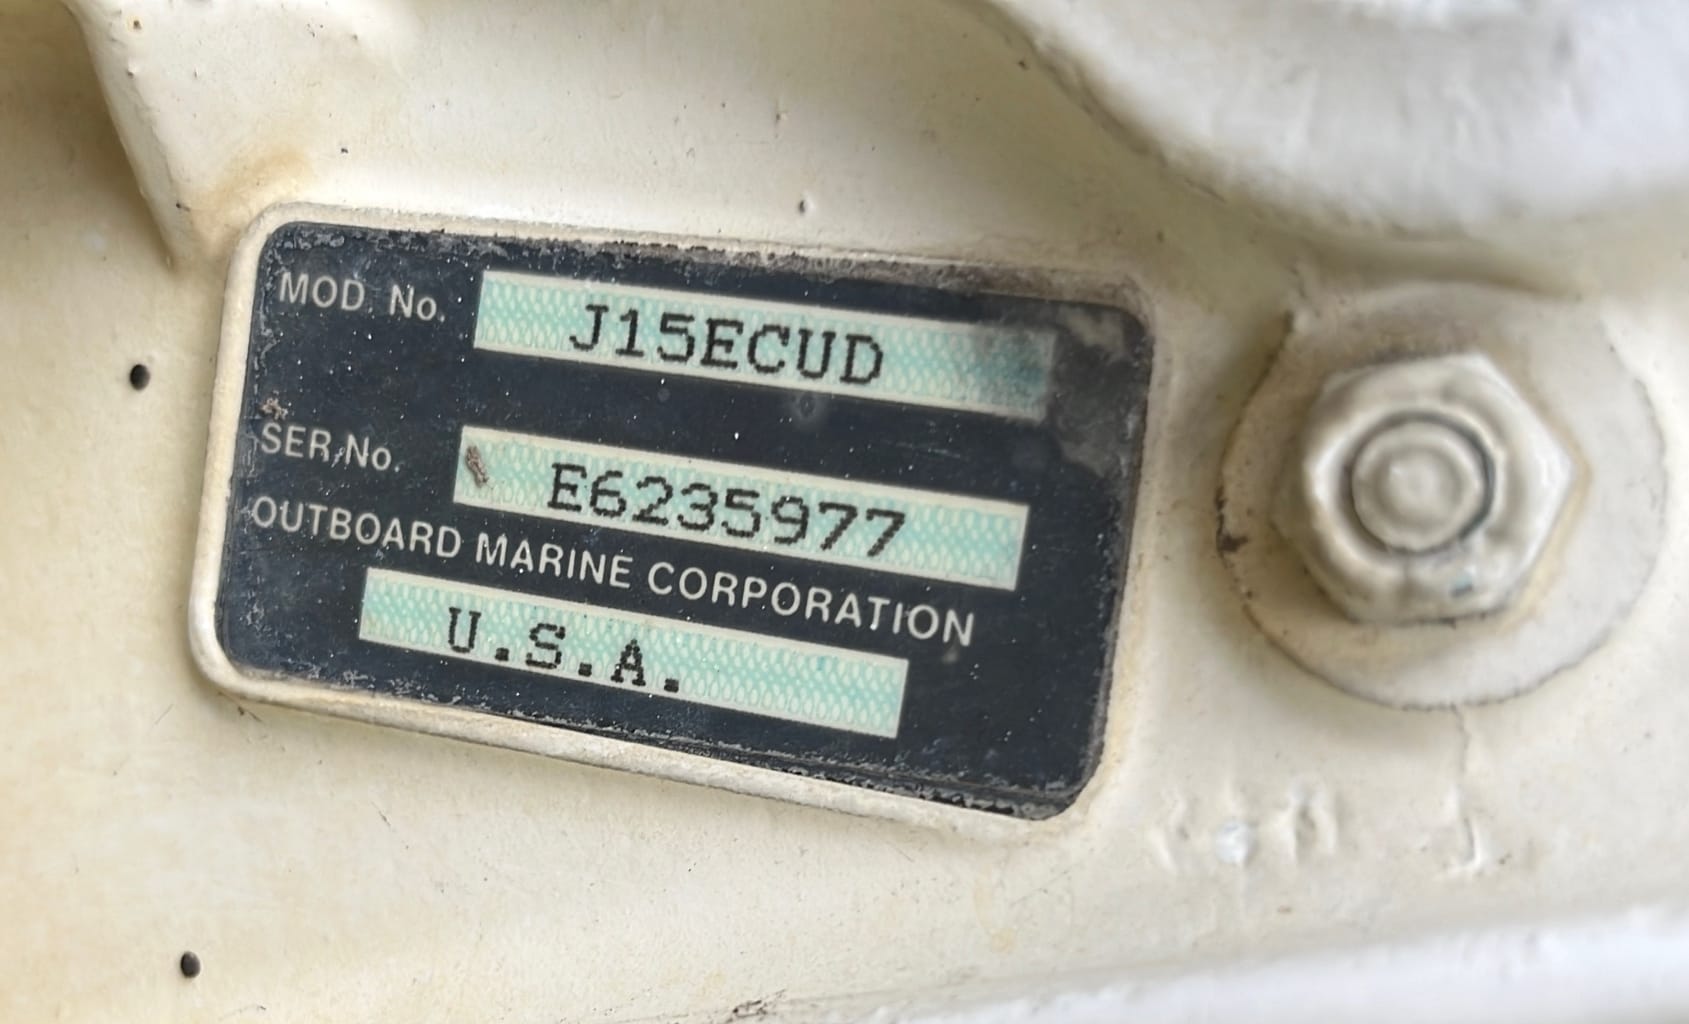 MOD. No. J15ECUD
SER. No. E6235977
OUTBOARD MARINE CORPORATION
U.S.A.